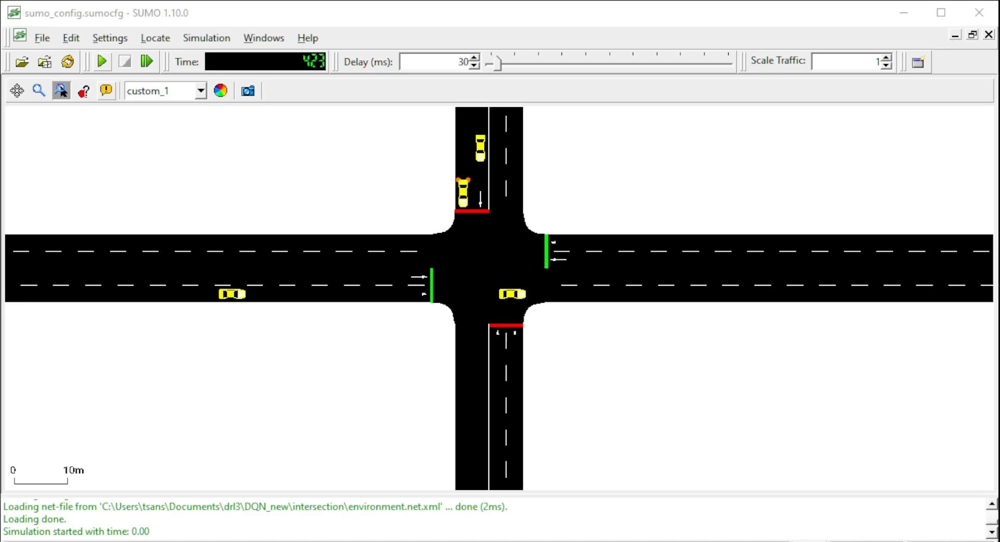 sumo_config.sumocfg - SUMO 1.10.0
File Edit Settings Locate Simulation Windows Help
Time: 423 Delay (ms): 30 Scale Traffic: 1
custom_1
0 10m
Loading net-file from 'C:\Users\tsans\Documents\drl3\DQN_new\intersection\environment.net.xml' ... done (2ms).
Loading done.
Simulation started with time: 0.00